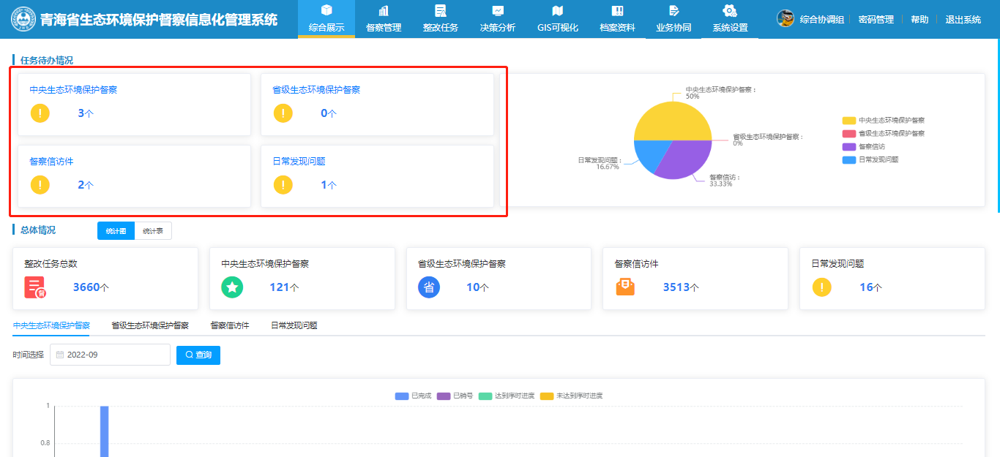 青海省生态环境保护督察信息化管理系统
综合展示
督察管理
整改任务
决策分析
GIS可视化
档案资料
业务协同
系统设置
综合协调组
密码管理
帮助
退出系统
任务待办情况
中央生态环境保护督察
3个
省级生态环境保护督察
0个
督察信访件
2个
日常发现问题
1个
中央生态环境保护督察：
50%
省级生态环境保护督察：
0%
日常发现问题：
16.67%
督察信访：
33.33%
中央生态环境保护督察
省级生态环境保护督察
督察信访
日常发现问题
总体情况
统计图
统计表
整改任务总数
督
3660个
中央生态环境保护督察
121个
省级生态环境保护督察
省
10个
督察信访件
3513个
日常发现问题
16个
中央生态环境保护督察
省级生态环境保护督察
督察信访件
日常发现问题
时间选择
2022-09
查询
已完成
已销号
达到序时进度
未达到序时进度
1
0.8